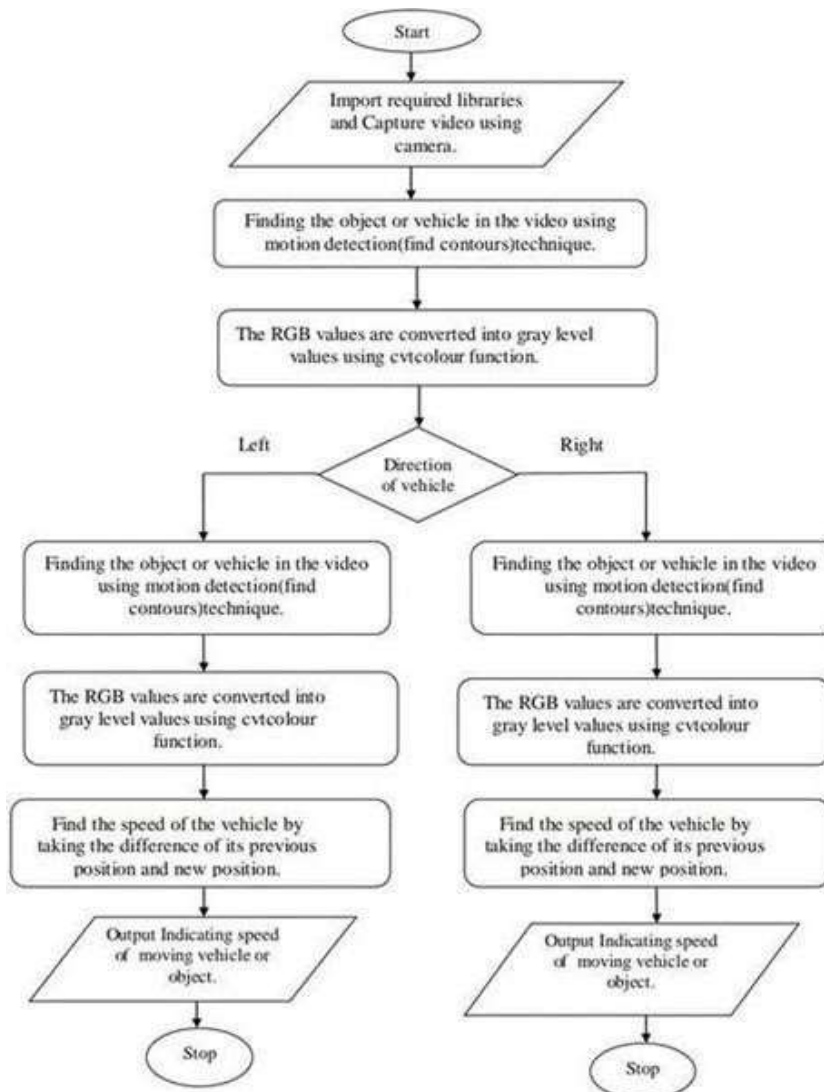 Start
Import required libraries
and Capture video using
camera.
Finding the object or vehicle in the video using
motion detection(find contours)technique.
The RGB values are converted into gray level
values using cvtcolour function.
Left
Right
Direction
of vehicle
Finding the object or vehicle in the video
using motion detection(find
contours)technique.
The RGB values are converted into
gray level values using cvtcolour
function.
Find the speed of the vehicle by
taking the difference of its previous
position and new position.
Output Indicating speed
of moving vehicle or
object.
Stop
Finding the object or vehicle in the video
using motion detection(find
contours)technique.
The RGB values are converted into
gray level values using cvtcolour
function.
Find the speed of the vehicle by
taking the difference of its previous
position and new position.
Output Indicating speed
of moving vehicle or
object.
Stop